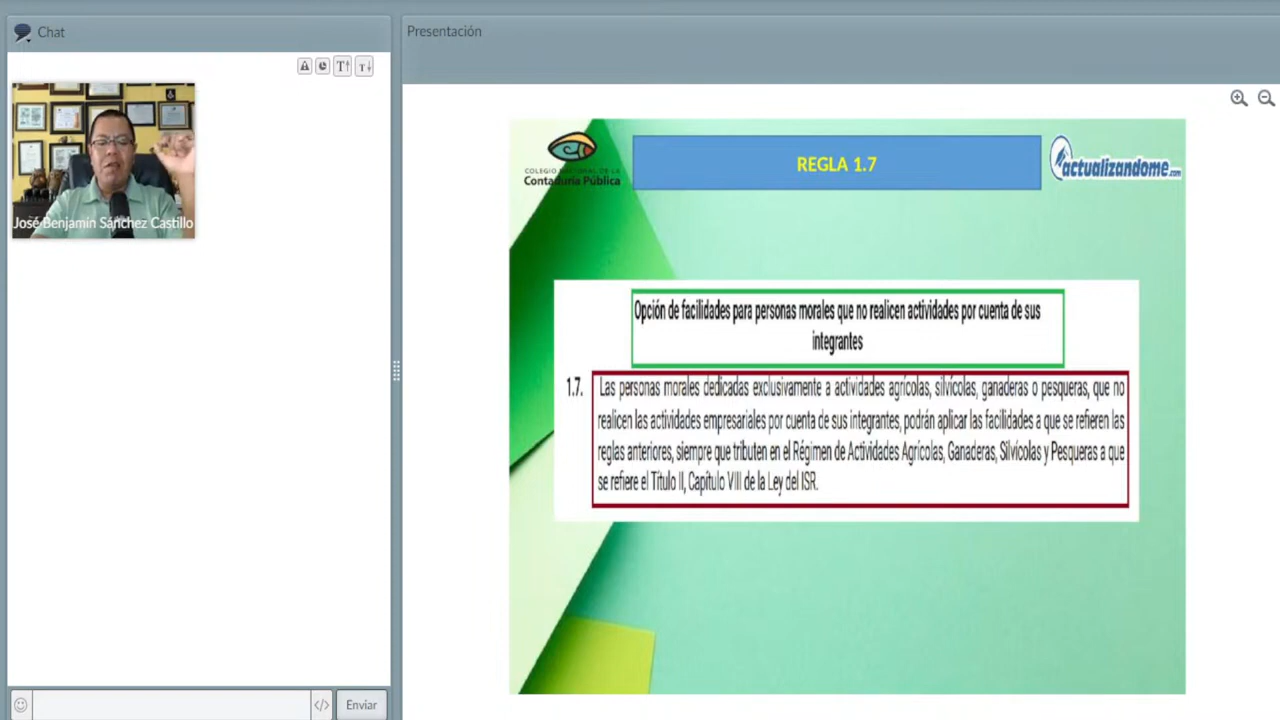 Chat
José Benjamín Sánchez Castillo
Enviar
Presentación
COLEGIO NACIONAL DE LA
Contaduría Pública
REGLA 1.7
actualizandome.com
Opción de facilidades para personas morales que no realicen actividades por cuenta de sus
integrantes
1.7. Las personas morales dedicadas exclusivamente a actividades agrícolas, silvícolas, ganaderas o pesqueras, que no
realicen las actividades empresariales por cuenta de sus integrantes, podrán aplicar las facilidades a que se refieren las
reglas anteriores, siempre que tributen en el Régimen de Actividades Agrícolas, Ganaderas, Silvícolas y Pesqueras a que
se refiere el Título II, Capítulo VIII de la Ley del ISR.